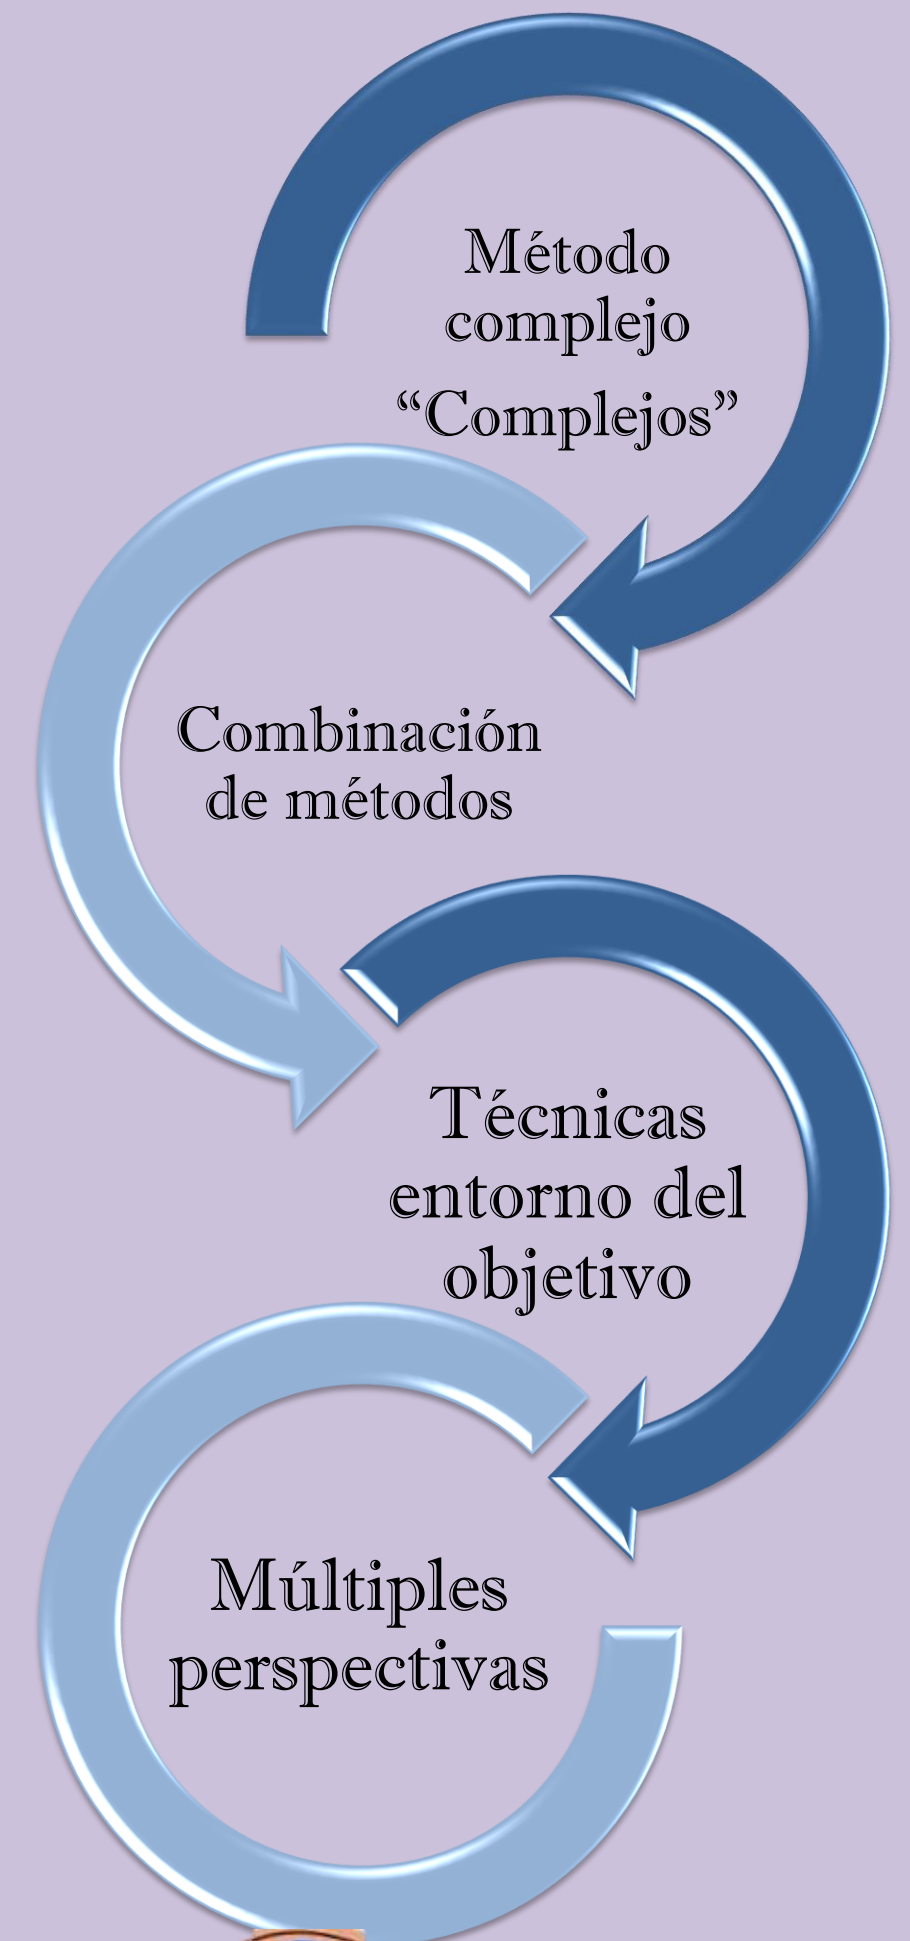 Método
complejo
“Complejos”
Combinación
de métodos
Técnicas
entorno del
objetivo
Múltiples
perspectivas